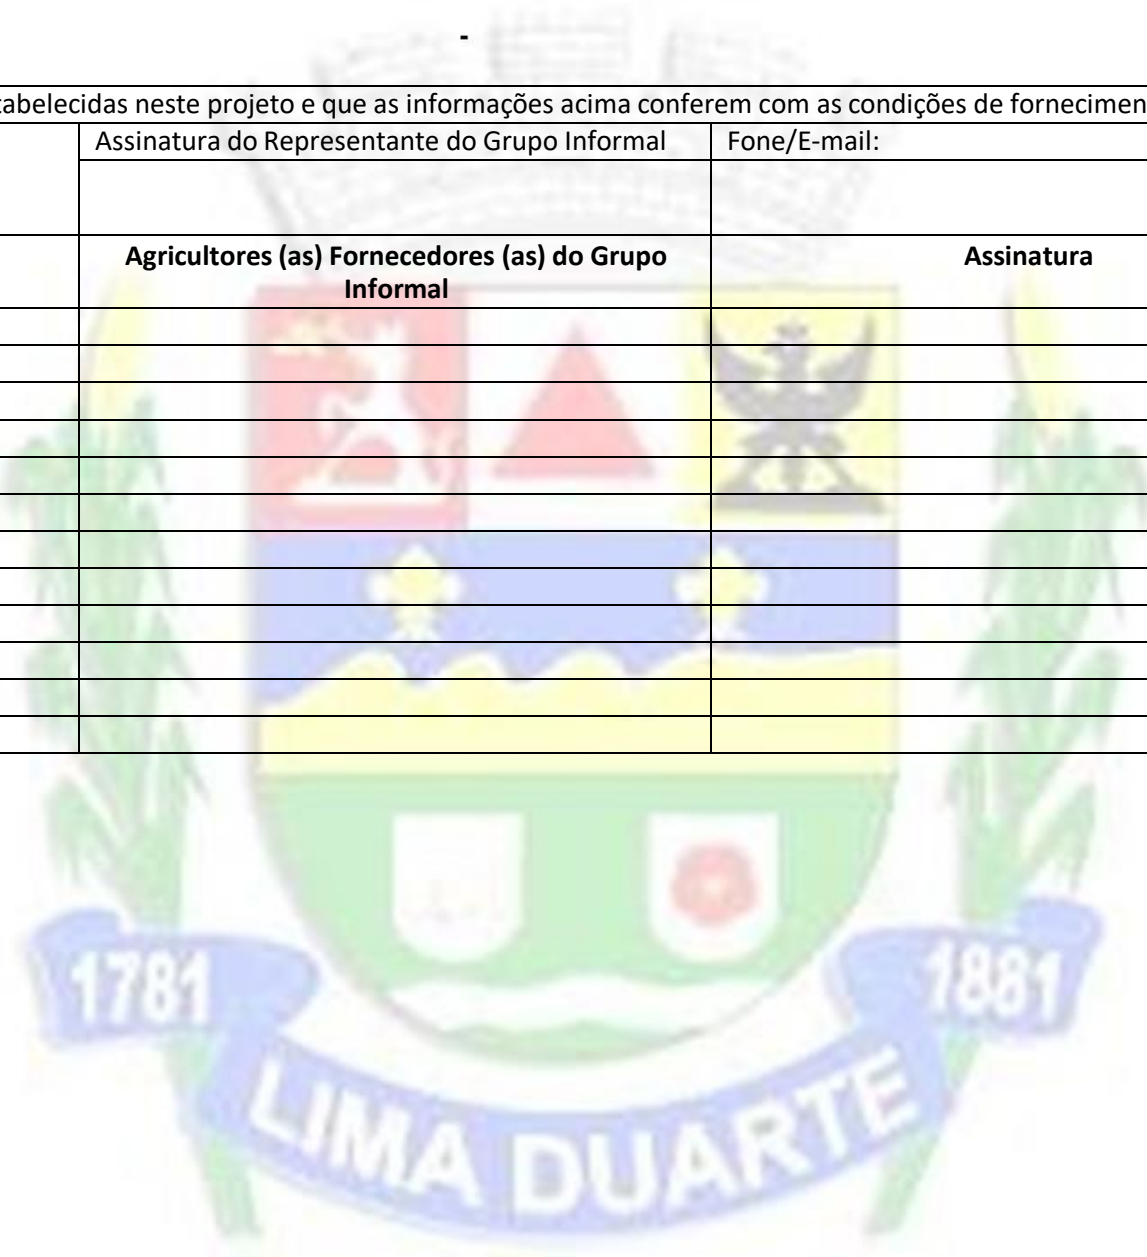 -
tabelecidas neste projeto e que as informações acima conferem com as condições de fornecimen
Assinatura do Representante do Grupo Informal
Fone/E-mail:
Agricultores (as) Fornecedores (as) do Grupo
Informal
Assinatura
1781
1881
LIMA DUARTE